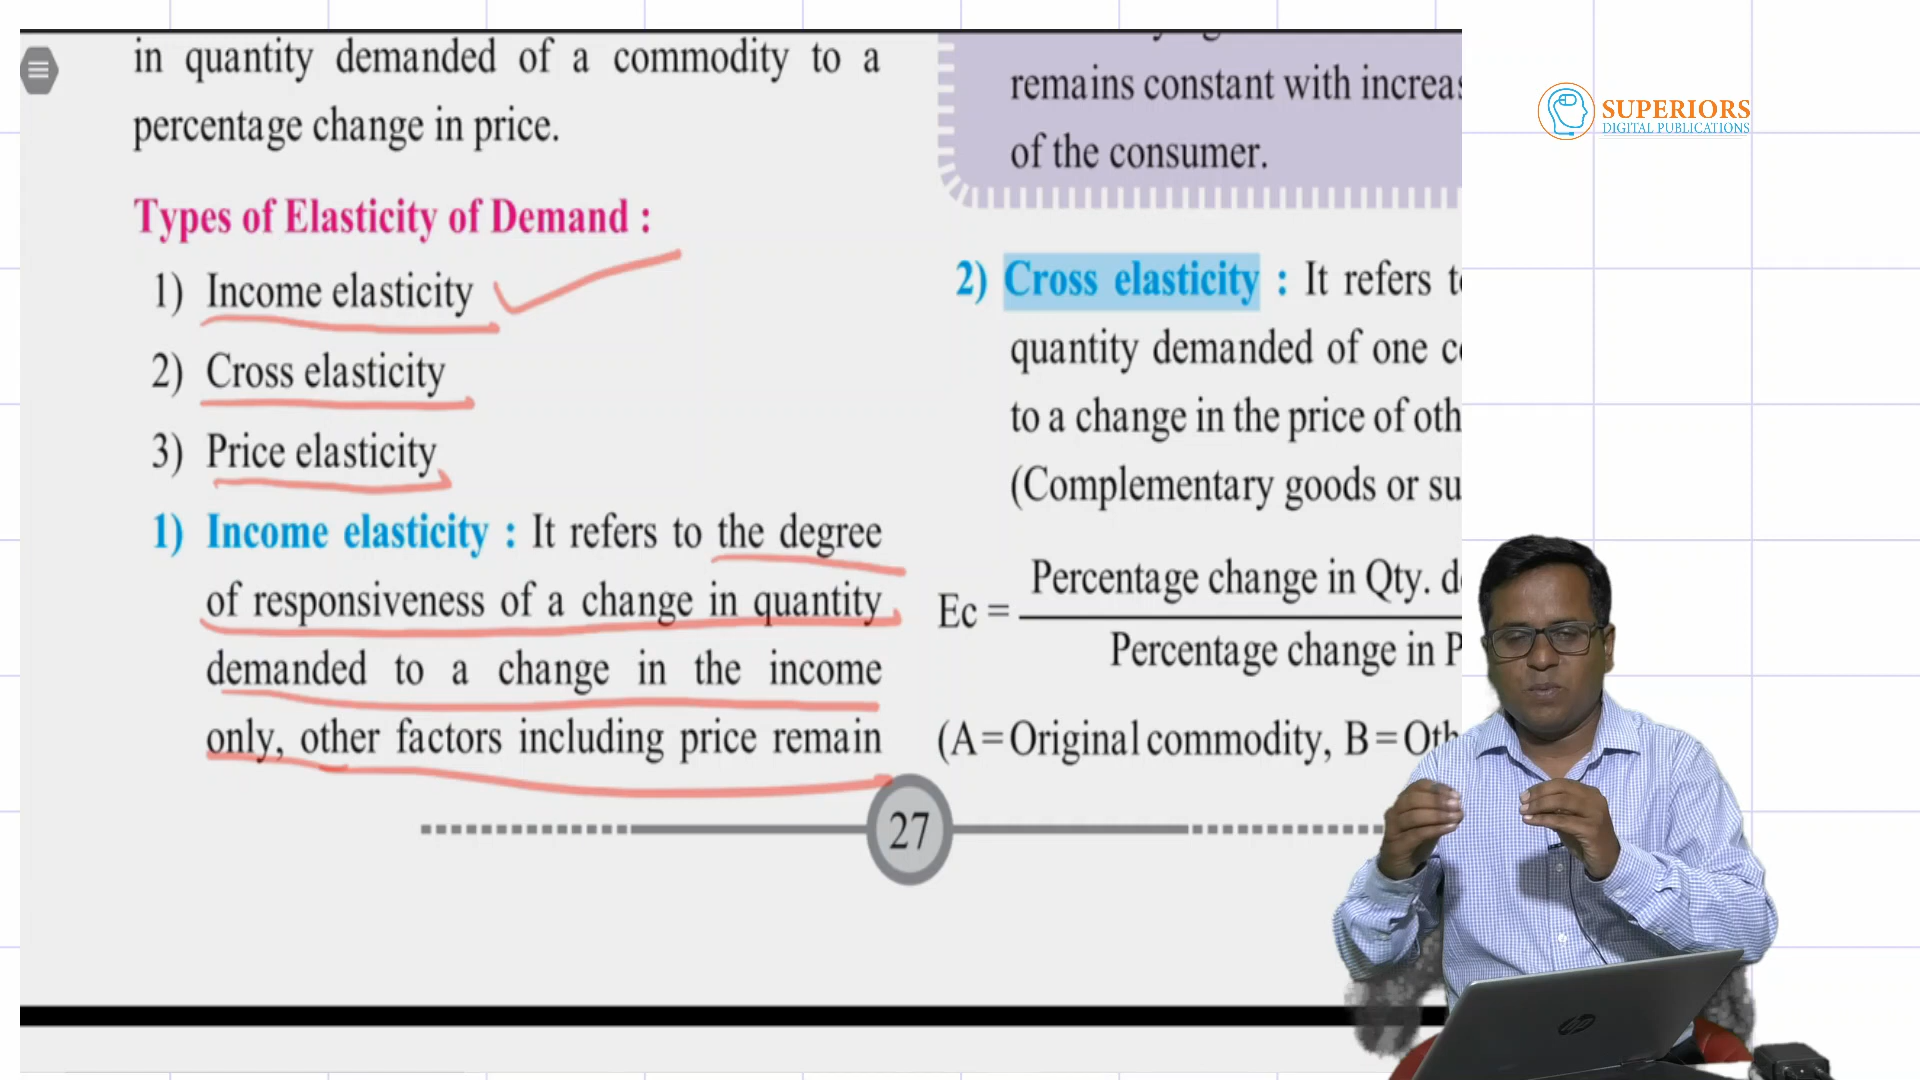 in quantity demanded of a commodity to a
percentage change in price.
Types of Elasticity of Demand :
1) Income elasticity
2) Cross elasticity
3) Price elasticity
1) Income elasticity : It refers to the degree
of responsiveness of a change in quantity
demanded to a change in the income
only, other factors including price remain
27
remains constant with
of the consumer.
2) Cross elasticity : It refers
quantity demanded of one
to a change in the price of
(Complementary goods or
Percentage change in Qty.
Ec =
Percentage change in
(A = Original commodity, B =
SUPERIORS
DIGITAL PUBLICATIONS
hp